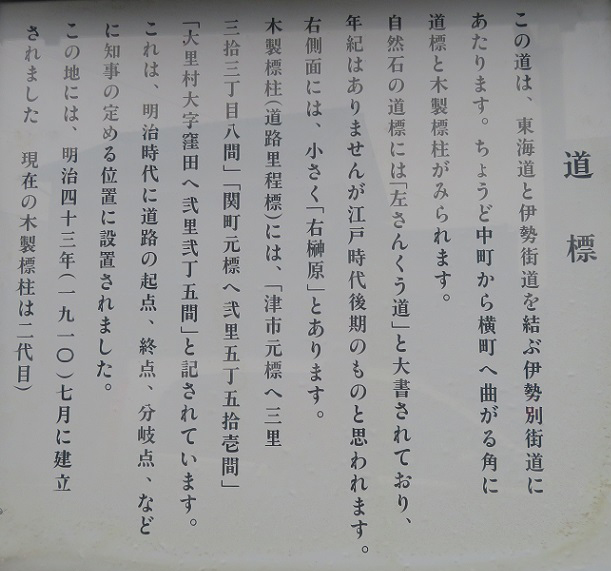 道標
この道は、東海道と伊勢街道を結ぶ伊勢別街道に
あたります。ちょうど中町から横町へ曲がる角に
道標と木製標柱がみられます。
自然石の道標には「左さんくう道」と大書されており、
年紀はありませんが江戸時代後期のものと思われます。
右側面には、小さく「右榊原」とあります。
木製標柱(道路里程標)には、「津市元標へ三里
三拾三丁目八間」「関町元標へ弐里五丁五拾壱間」
「大里村大字窪田へ弐里弐丁五間」と記されています。
これは、明治時代に道路の起点、終点、分岐点、など
に知事の定める位置に設置されました。
この地には、明治四十三年(一九一〇)七月に建立
されました　現在の木製標柱は二代目)